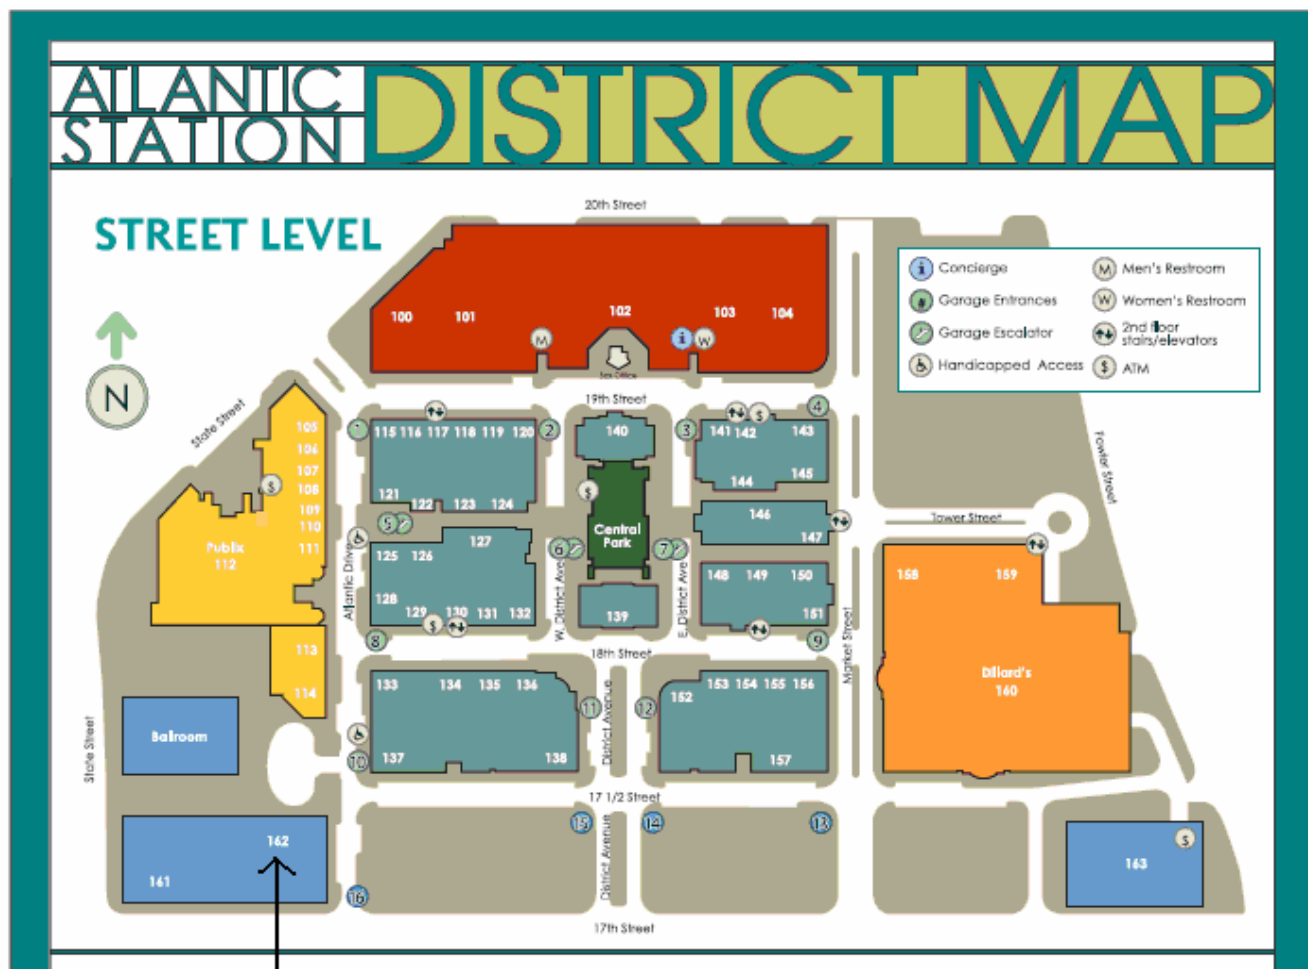 ATLANTIC
STATION
DISTRICT MAP
STREET LEVEL
20th Street
i Concierge
Garage Entrances
Garage Escalator
Handicapped Access
M Men's Restroom
W Women's Restroom
2nd floor
stairs/elevators
$ ATM
N
100 101 102 103 104
M i W
Box Office
19th Street
State Street
Tower Street
1 2 3 4
105
106
107
108
109
110
111
$
Publix
112
113
114
115 116 117 118 119 120
121 122 123 124
5
140
$
Central
Park
141 142 143
$
144 145
146
147
Tower Street
125 126 127
128 129 130 131 132
$
6 7
139
148 149 150
151
8 9
Atlantic Drive
W. District Ave
E. District Ave
Market Street
18th Street
158 159
Dillard's
160
133 134 135 136
137 138
10 11 12
District Avenue
152 153 154 155 156
157
State Street
Ballroom
17 1/2 Street
15 14 13
District Avenue
162
161
16
163
$
17th Street